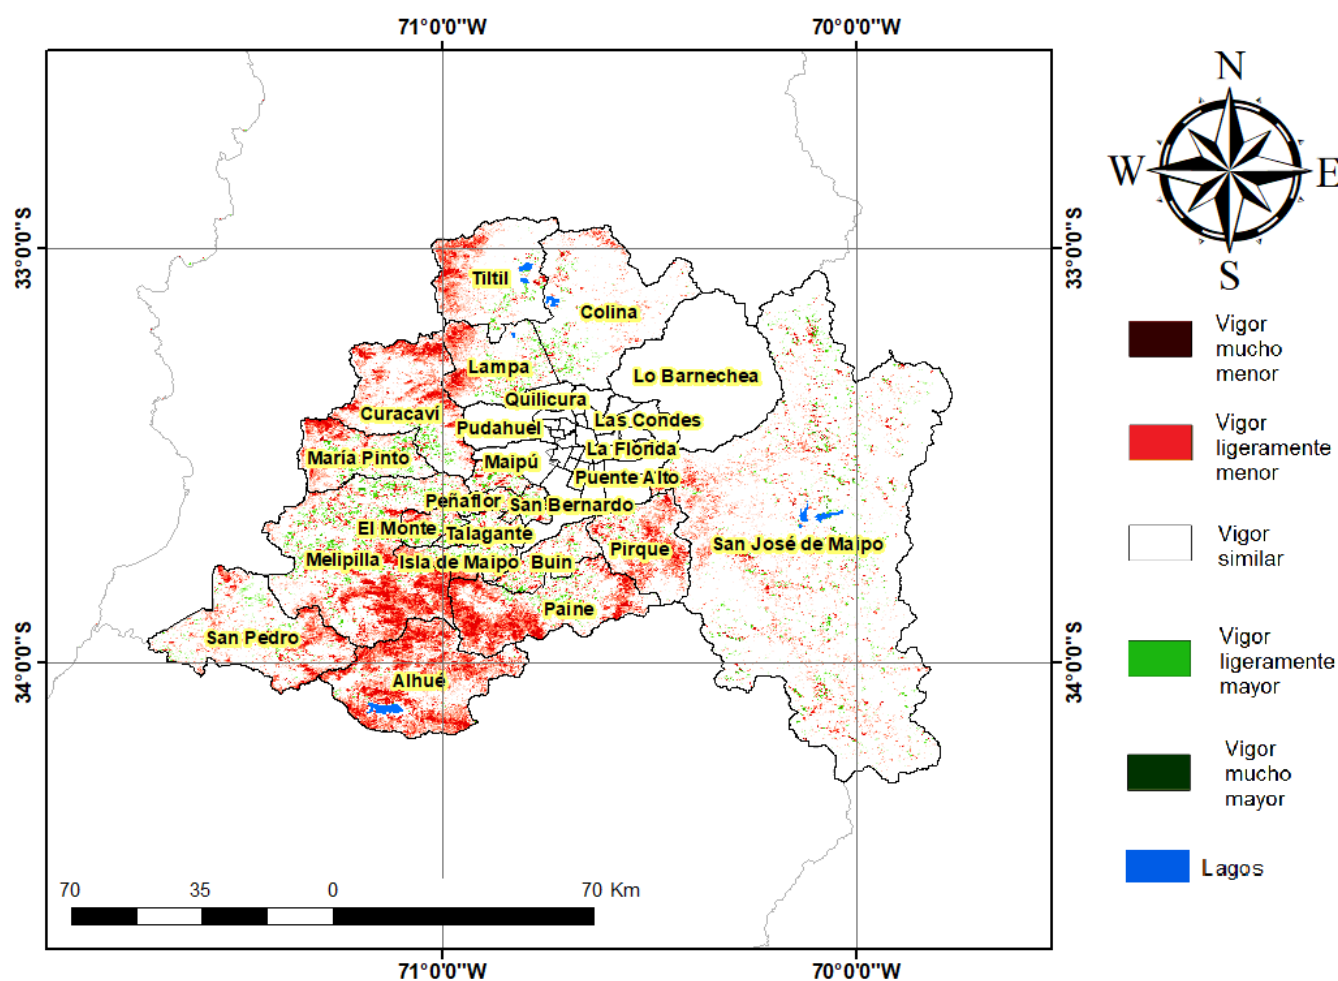 71°0'0"W
70°0'0"W
N
W
E
S
33°0'0"S
33°0'0"S
Tiltil
Colina
Lampa
Lo Barnechea
Quilicura
Curacaví
Las Condes
Pudahuel
La Florida
María Pinto
Maipú
Puente Alto
Peñaflor
San Bernardo
El Monte
Talagante
Pirque
San José de Maipo
Melipilla
Isla de Maipo
Buin
Paine
San Pedro
Alhué
34°0'0"S
34°0'0"S
Vigor
mucho
menor
Vigor
ligeramente
menor
Vigor
similar
Vigor
ligeramente
mayor
Vigor
mucho
mayor
Lagos
70
35
0
70 Km
71°0'0"W
70°0'0"W